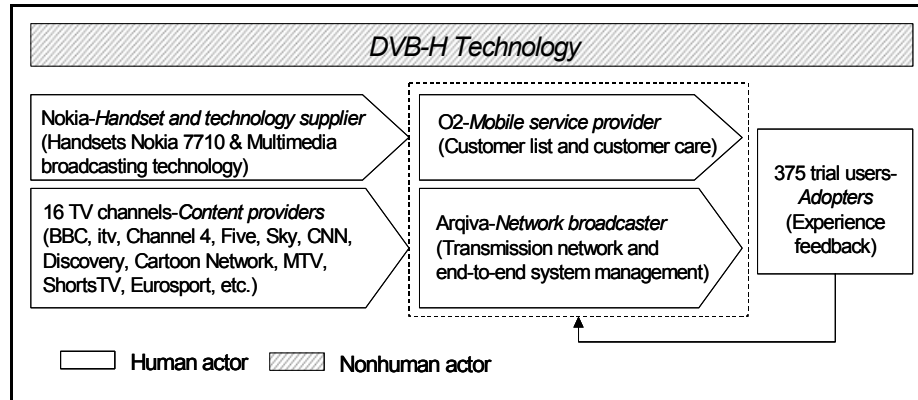 DVB-H Technology
Nokia-Handset and technology supplier
(Handsets Nokia 7710 & Multimedia
broadcasting technology)
16 TV channels-Content providers
(BBC, itv, Channel 4, Five, Sky, CNN,
Discovery, Cartoon Network, MTV,
ShortsTV, Eurosport, etc.)
O2-Mobile service provider
(Customer list and customer care)
Arqiva-Network broadcaster
(Transmission network and
end-to-end system management)
375 trial users-
Adopters
(Experience
feedback)
Human actor
Nonhuman actor